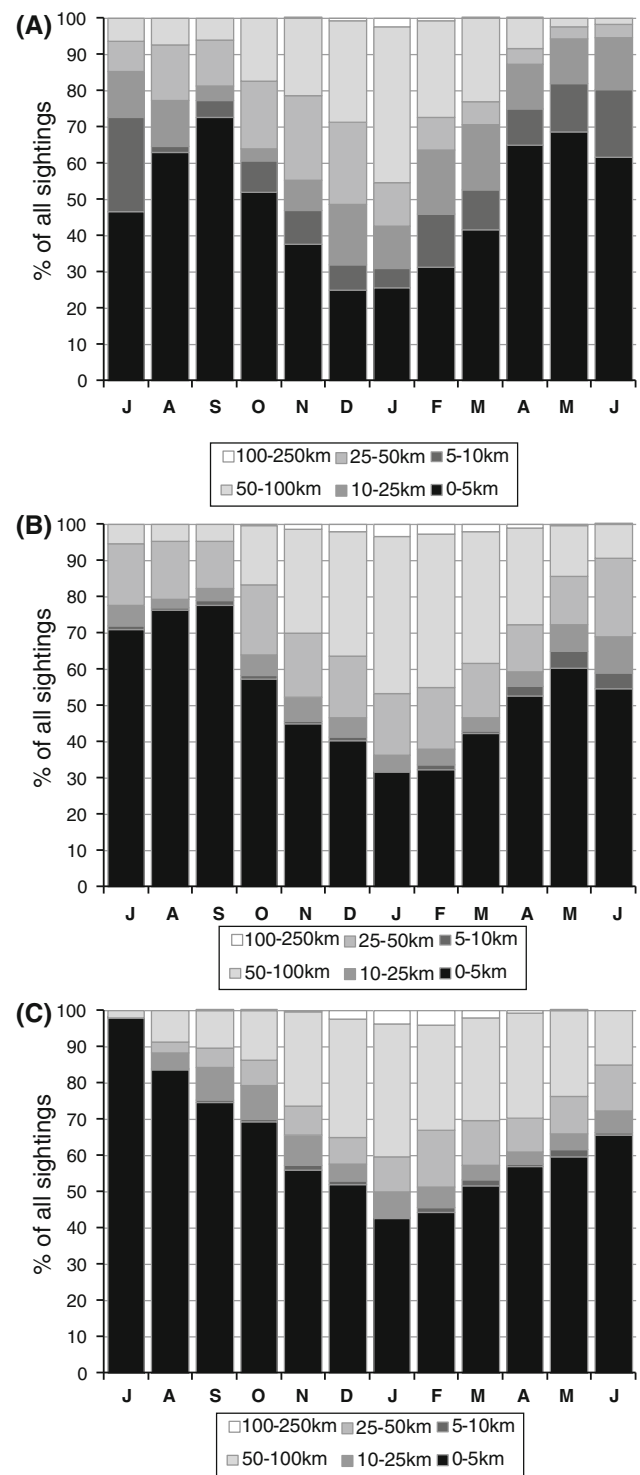 (A)
% of all sightings
100
90
80
70
60
50
40
30
20
10
0
J A S O N D J F M A M J
100-250km 25-50km 5-10km
50-100km 10-25km 0-5km
(B)
% of all sightings
100
90
80
70
60
50
40
30
20
10
0
J A S O N D J F M A M J
100-250km 25-50km 5-10km
50-100km 10-25km 0-5km
(C)
% of all sightings
100
90
80
70
60
50
40
30
20
10
0
J A S O N D J F M A M J
100-250km 25-50km 5-10km
50-100km 10-25km 0-5km